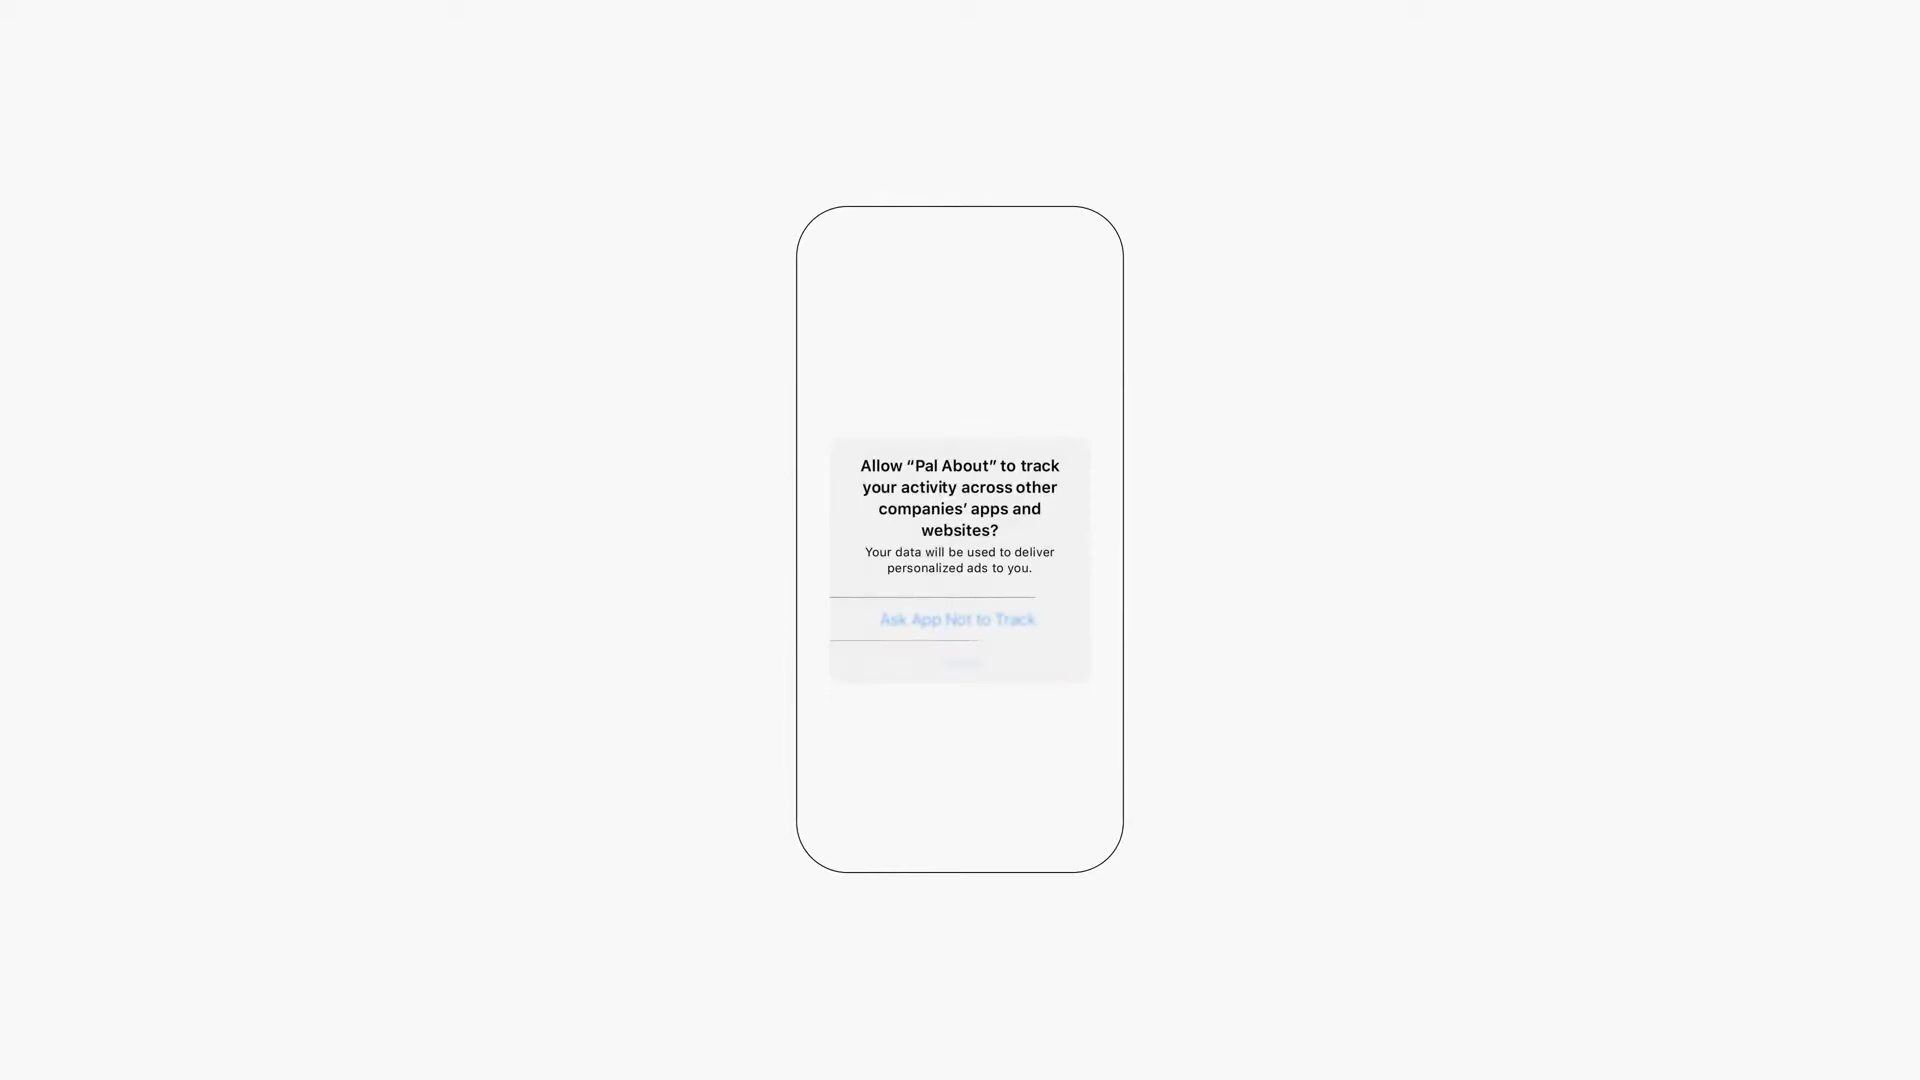 Allow “Pal About” to track
your activity across other
companies’ apps and
websites?
Your data will be used to deliver
personalized ads to you.
Ask App Not to Track